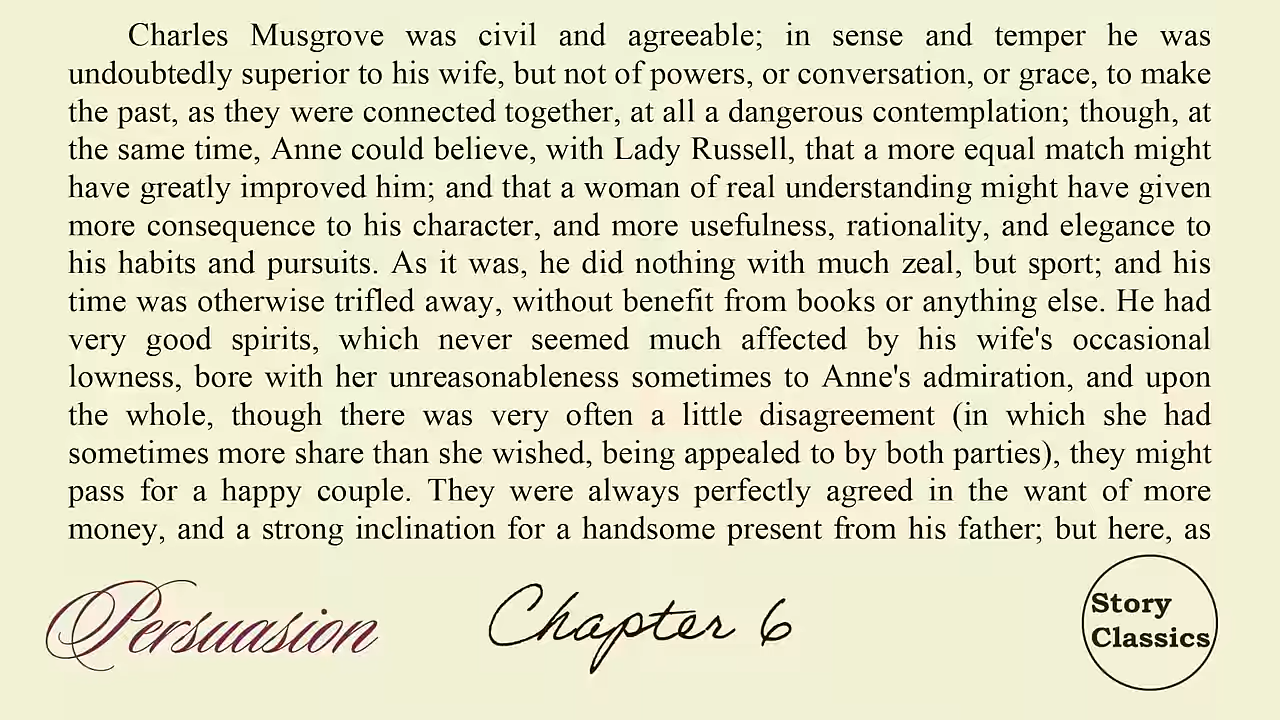 Charles Musgrove was civil and agreeable; in sense and temper he was
undoubtedly superior to his wife, but not of powers, or conversation, or grace, to make
the past, as they were connected together, at all a dangerous contemplation; though, at
the same time, Anne could believe, with Lady Russell, that a more equal match might
have greatly improved him; and that a woman of real understanding might have given
more consequence to his character, and more usefulness, rationality, and elegance to
his habits and pursuits. As it was, he did nothing with much zeal, but sport; and his
time was otherwise trifled away, without benefit from books or anything else. He had
very good spirits, which never seemed much affected by his wife's occasional
lowness, bore with her unreasonableness sometimes to Anne's admiration, and upon
the whole, though there was very often a little disagreement (in which she had
sometimes more share than she wished, being appealed to by both parties), they might
pass for a happy couple. They were always perfectly agreed in the want of more
money, and a strong inclination for a handsome present from his father; but here, as
Persuasion
Chapter 6
Story
Classics